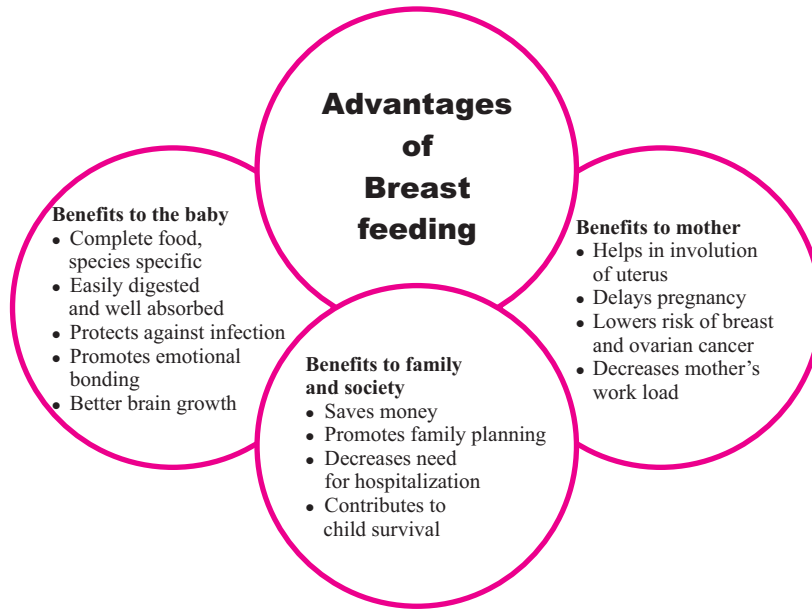 Advantages
of
Breast
feeding
Benefits to the baby
• Complete food,
species specific
• Easily digested
and well absorbed
• Protects against infection
• Promotes emotional
bonding
• Better brain growth
Benefits to family
and society
• Saves money
• Promotes family planning
• Decreases need
for hospitalization
• Contributes to
child survival
Benefits to mother
• Helps in involution
of uterus
• Delays pregnancy
• Lowers risk of breast
and ovarian cancer
• Decreases mother’s
work load